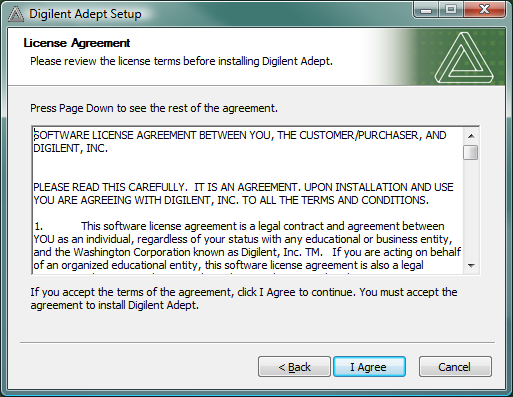 Digilent Adept Setup
License Agreement
Please review the license terms before installing Digilent Adept.
Press Page Down to see the rest of the agreement.
SOFTWARE LICENSE AGREEMENT BETWEEN YOU, THE CUSTOMER/PURCHASER, AND
DIGILENT, INC.
PLEASE READ THIS CAREFULLY. IT IS AN AGREEMENT. UPON INSTALLATION AND USE
YOU ARE AGREEING WITH DIGILENT, INC. TO ALL THE TERMS AND CONDITIONS.
1. This software license agreement is a legal contract and agreement between
YOU as an individual, regardless of your status with any educational or business entity,
and the Washington Corporation known as Digilent, Inc. TM. If you are acting on behalf
of an organized educational entity, this software license agreement is also a legal
If you accept the terms of the agreement, click I Agree to continue. You must accept the
agreement to install Digilent Adept.
< Back
I Agree
Cancel